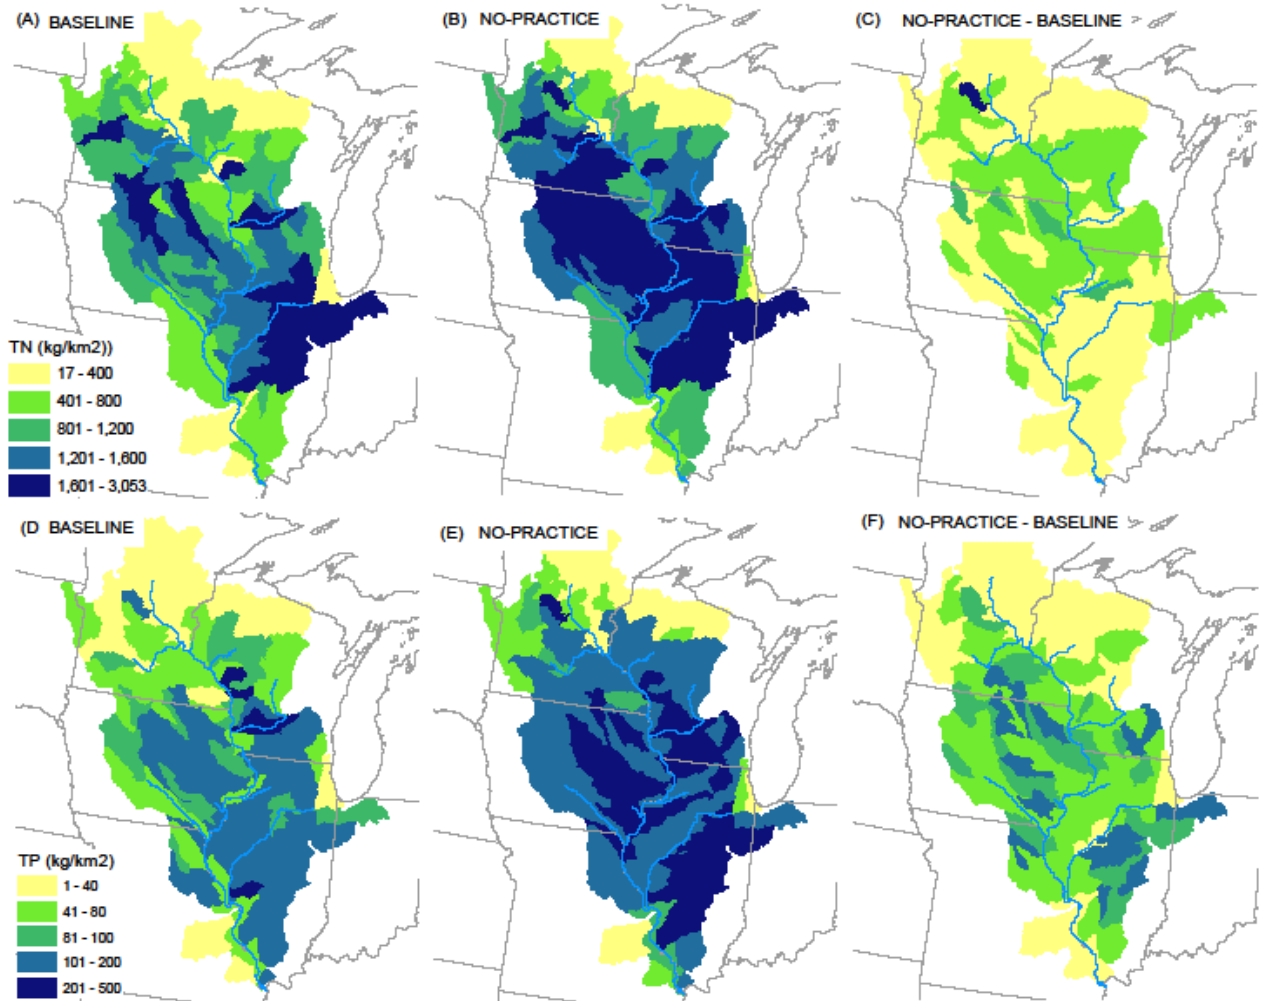 (A) BASELINE
(B) NO-PRACTICE
(C) NO-PRACTICE - BASELINE
TN (kg/km2))
17 - 400
401 - 800
801 - 1,200
1,201 - 1,600
1,601 - 3,053
(D) BASELINE
(E) NO-PRACTICE
(F) NO-PRACTICE - BASELINE
TP (kg/km2)
1 - 40
41 - 80
81 - 100
101 - 200
201 - 500